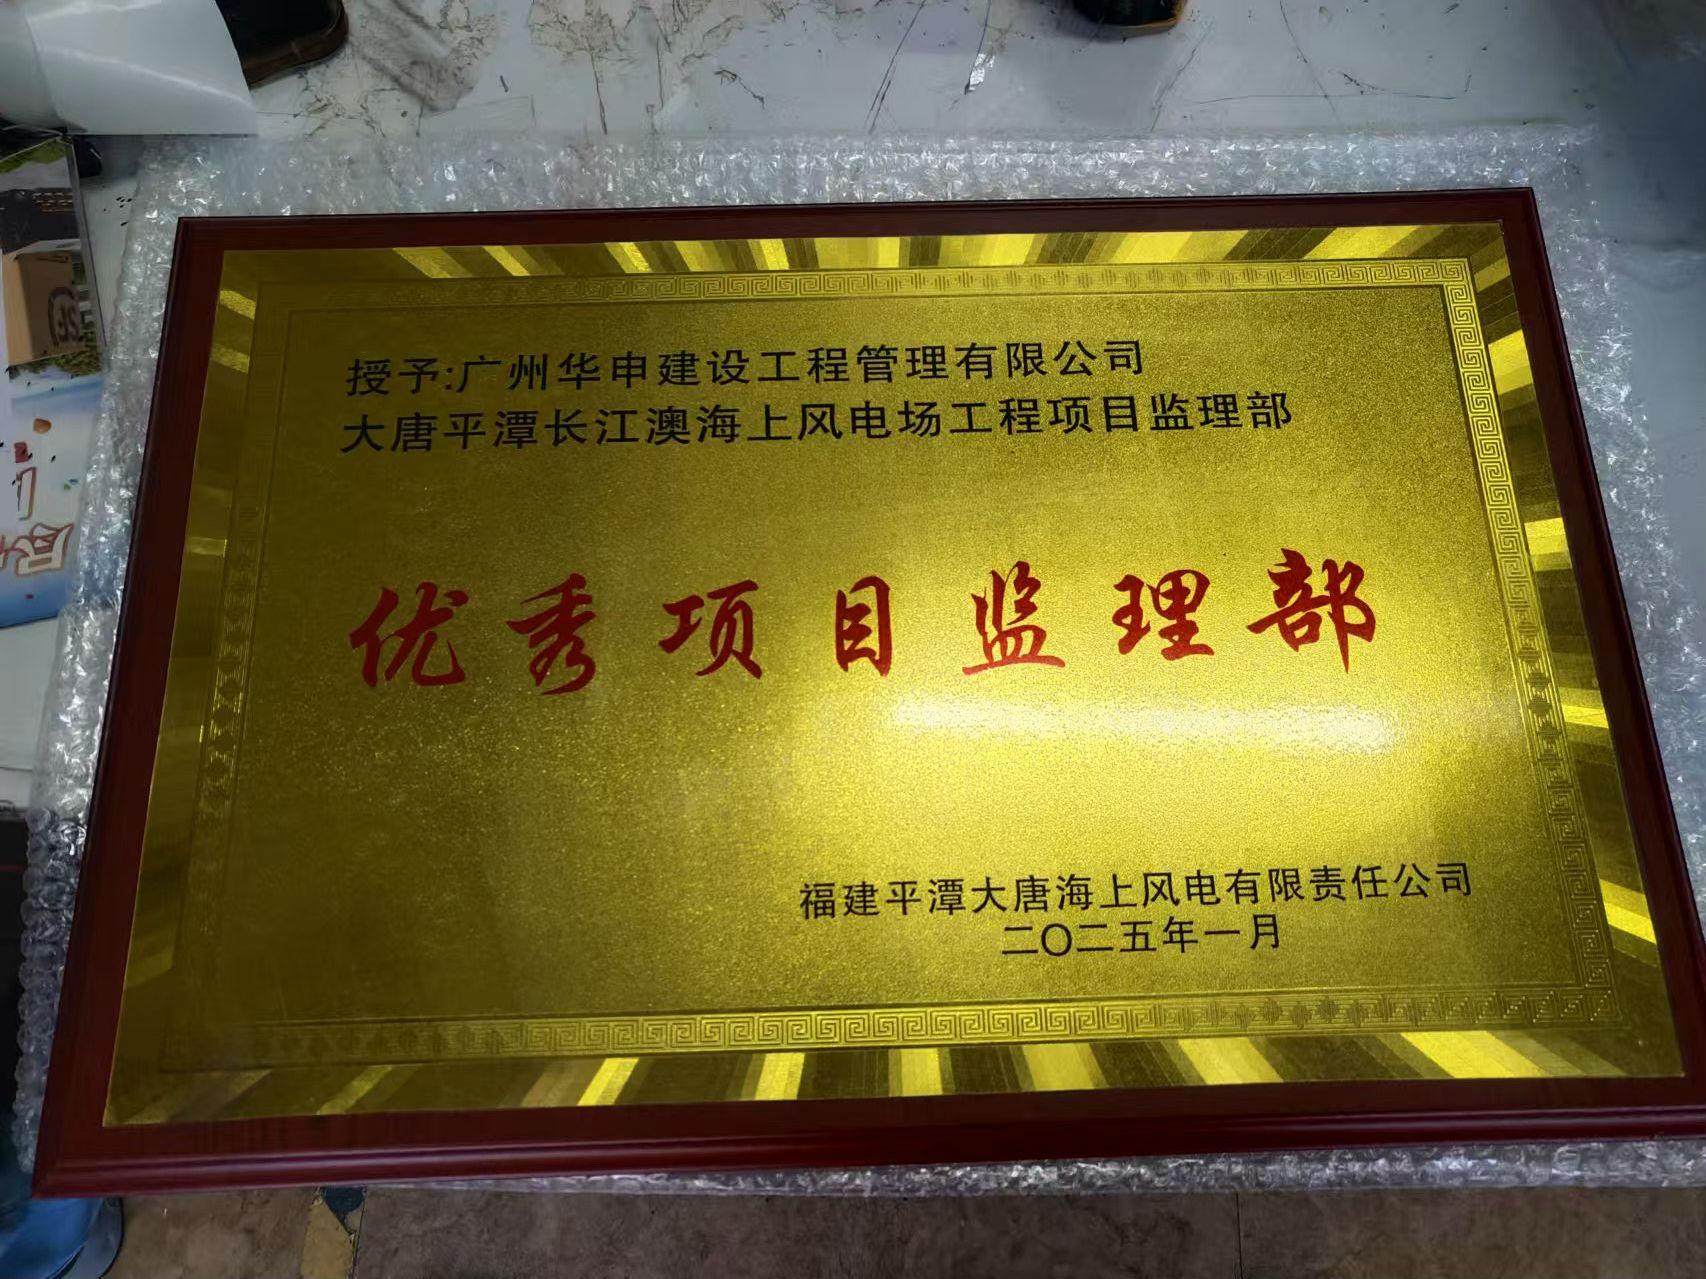 授予:广州华申建设工程管理有限公司
大唐平潭长江澳海上风电场工程项目监理部
优秀项目监理部
福建平潭大唐海上风电有限责任公司
二〇二五年一月